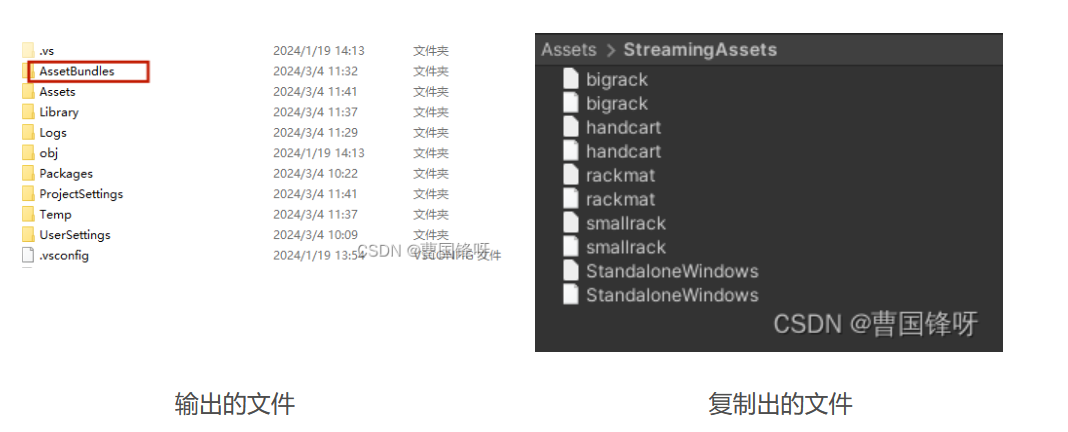 .vs 2024/1/19 14:13 文件夹
AssetBundles 2024/3/4 11:32 文件夹
Assets 2024/3/4 11:41 文件夹
Library 2024/3/4 11:37 文件夹
Logs 2024/3/4 11:29 文件夹
obj 2024/1/19 14:13 文件夹
Packages 2024/3/4 10:22 文件夹
ProjectSettings 2024/3/4 11:41 文件夹
Temp 2024/3/4 11:37 文件夹
UserSettings 2024/3/4 10:09 文件夹
CSDN @曹国锋呀
.vsconfig 2024/1/19 13:54 VSCONFIG 文件
Assets > StreamingAssets
bigrack
bigrack
handcart
handcart
rackmat
rackmat
smallrack
smallrack
StandaloneWindows
StandaloneWindows
CSDN @曹国锋呀
输出的文件
复制出的文件